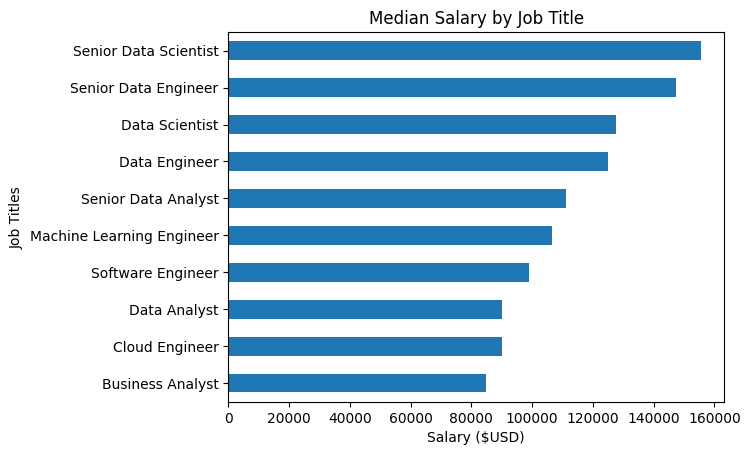 Median Salary by Job Title
Senior Data Scientist
Senior Data Engineer
Data Scientist
Data Engineer
Senior Data Analyst
Machine Learning Engineer
Software Engineer
Data Analyst
Cloud Engineer
Business Analyst
Job Titles
0 20000 40000 60000 80000 100000 120000 140000 160000
Salary ($USD)